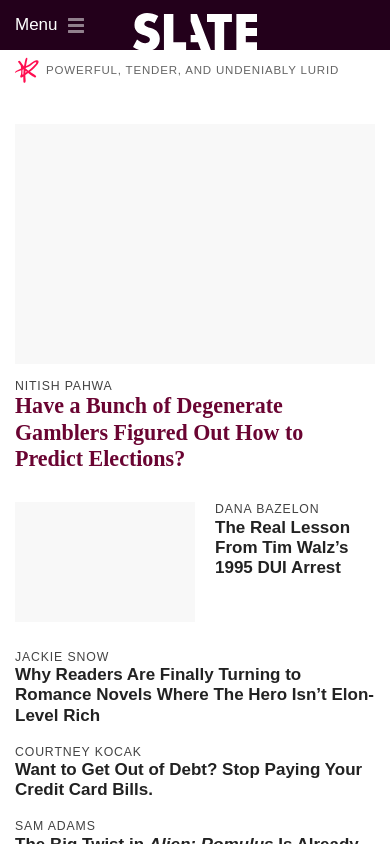 Menu
SLATE
POWERFUL, TENDER, AND UNDENIABLY LURID
NITISH PAHWA
Have a Bunch of Degenerate
Gamblers Figured Out How to
Predict Elections?
DANA BAZELON
The Real Lesson
From Tim Walz’s
1995 DUI Arrest
JACKIE SNOW
Why Readers Are Finally Turning to
Romance Novels Where The Hero Isn’t Elon-
Level Rich
COURTNEY KOCAK
Want to Get Out of Debt? Stop Paying Your
Credit Card Bills.
SAM ADAMS
The Big Twist in Alien: Romulus Is Already